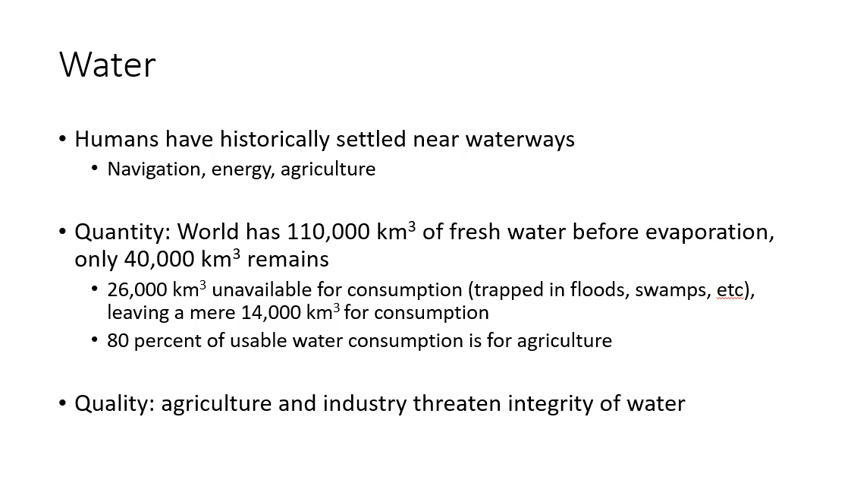 Water
• Humans have historically settled near waterways
• Navigation, energy, agriculture
• Quantity: World has 110,000 km³ of fresh water before evaporation,
only 40,000 km³ remains
• 26,000 km³ unavailable for consumption (trapped in floods, swamps, etc),
leaving a mere 14,000 km³ for consumption
• 80 percent of usable water consumption is for agriculture
• Quality: agriculture and industry threaten integrity of water